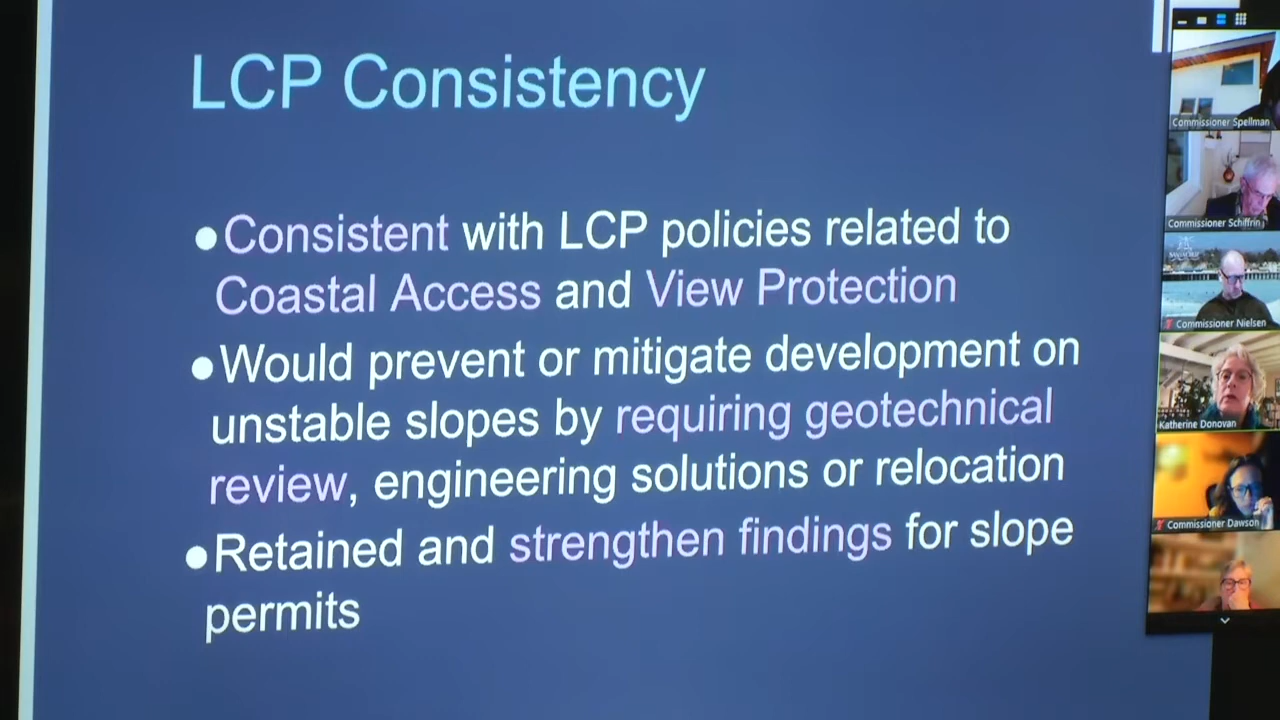 LCP Consistency
●Consistent with LCP policies related to
Coastal Access and View Protection
●Would prevent or mitigate development on
unstable slopes by requiring geotechnical
review, engineering solutions or relocation
●Retained and strengthen findings for slope
permits
Commissioner Spellman
Commissioner Schiffrin
Commissioner Nielsen
Katherine Donovan
Commissioner Dawson